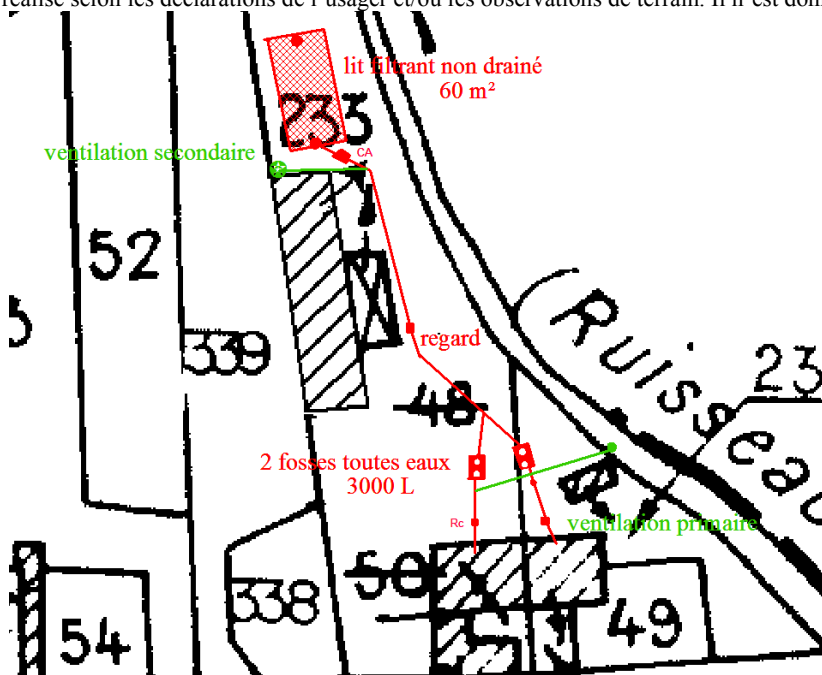 réalisé selon les déclarations de l'usager et/ou les observations de terrain. Il n'est
lit filtrant non drainé
60 m²
233
CA
ventilation secondaire
52
339
regard
(Ruisseau
23
48
2 fosses toutes eaux
3000 L
Rc
ventilation primaire
50
338
54
49